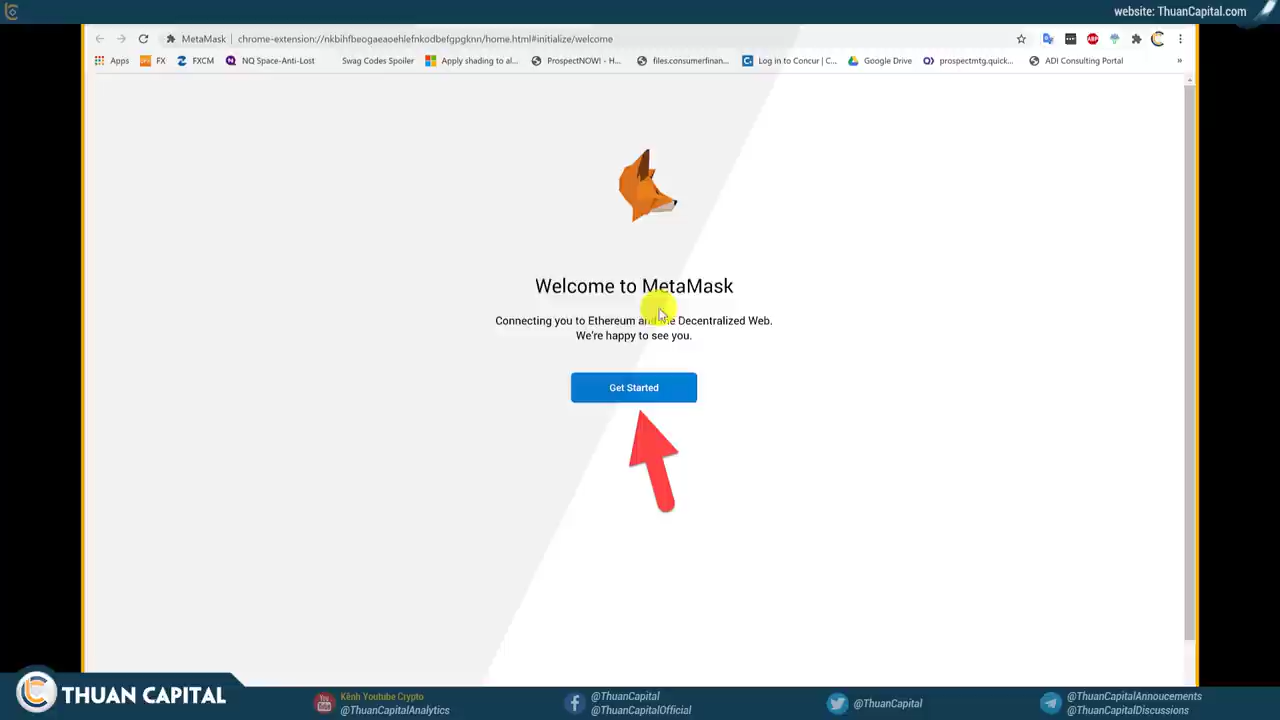 website: ThuanCapital.com
MetaMask | chrome-extension://nkbihfbeogaeaoehlefnkodbefgpgknn/home.html#initialize/welcome
Apps FX FXCM NQ Space-Anti-Lost Swag Codes Spoiler Apply shading to al... ProspectNOW! - H... files.consumerfinan... Log in to Concur | C... Google Drive prospectmtg.quick... ADI Consulting Portal »
Welcome to MetaMask
Connecting you to Ethereum and the Decentralized Web.
We're happy to see you.
Get Started
THUAN CAPITAL
Kênh Youtube Crypto
@ThuanCapitalAnalytics
@ThuanCapital
@ThuanCapitalOfficial
@ThuanCapital
@ThuanCapitalAnnoucements
@ThuanCapitalDiscussions